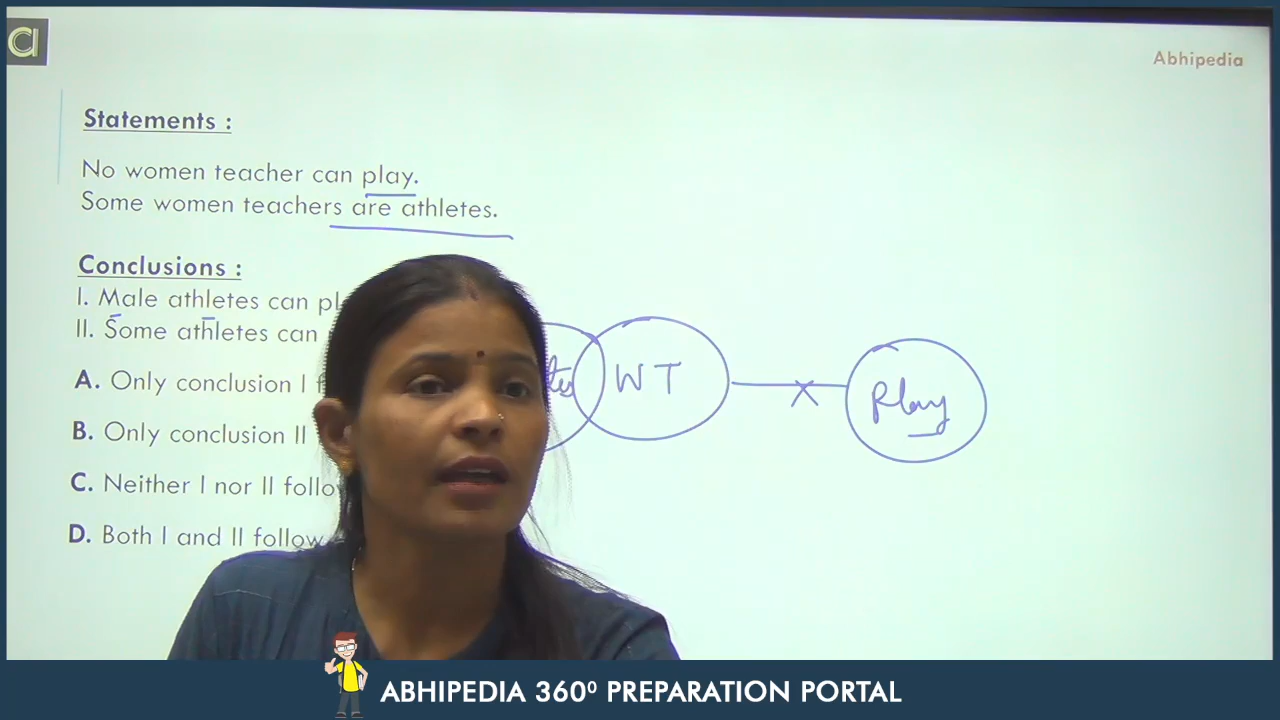 Abhipedia
Statements :
No women teacher can play.
Some women teachers are athletes.
Conclusions :
I. Male athletes can
II. Some athletes can
A. Only conclusion I
B. Only conclusion II
C. Neither I nor II
D. Both I and II follow
WT
Play
ABHIPEDIA 360⁰ PREPARATION PORTAL